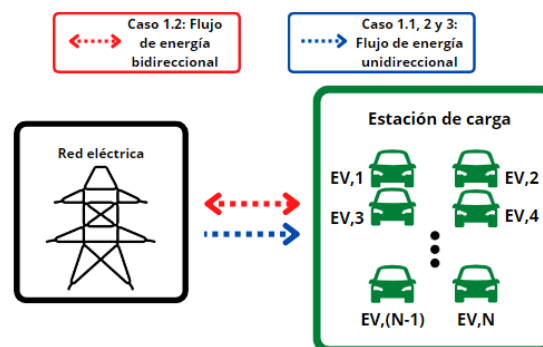 Caso 1.2: Flujo
de energía
bidireccional
Caso 1.1, 2 y 3:
Flujo de energía
unidireccional
Red eléctrica
Estación de carga
EV,1
EV,2
EV,3
EV,4
EV,(N-1)
EV,N